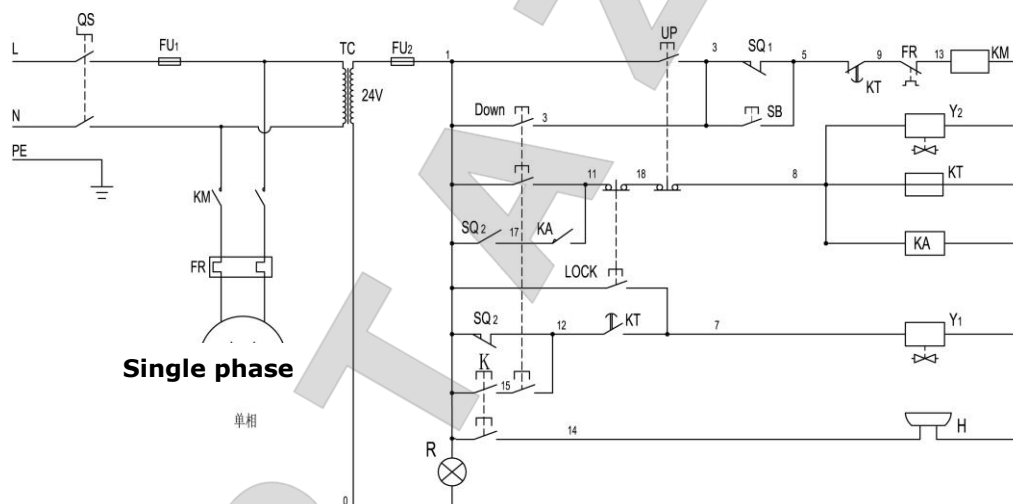 QS
L
FU1
TC
FU2
1
UP
3
SQ1
5
9
FR
13
KM
KT
24V
N
Down
3
SB
Y2
PE
11
18
8
KT
KM
SQ2
17
KA
KA
FR
LOCK
SQ2
12
KT
7
Y1
Single phase
K
15
单相
14
H
R
0